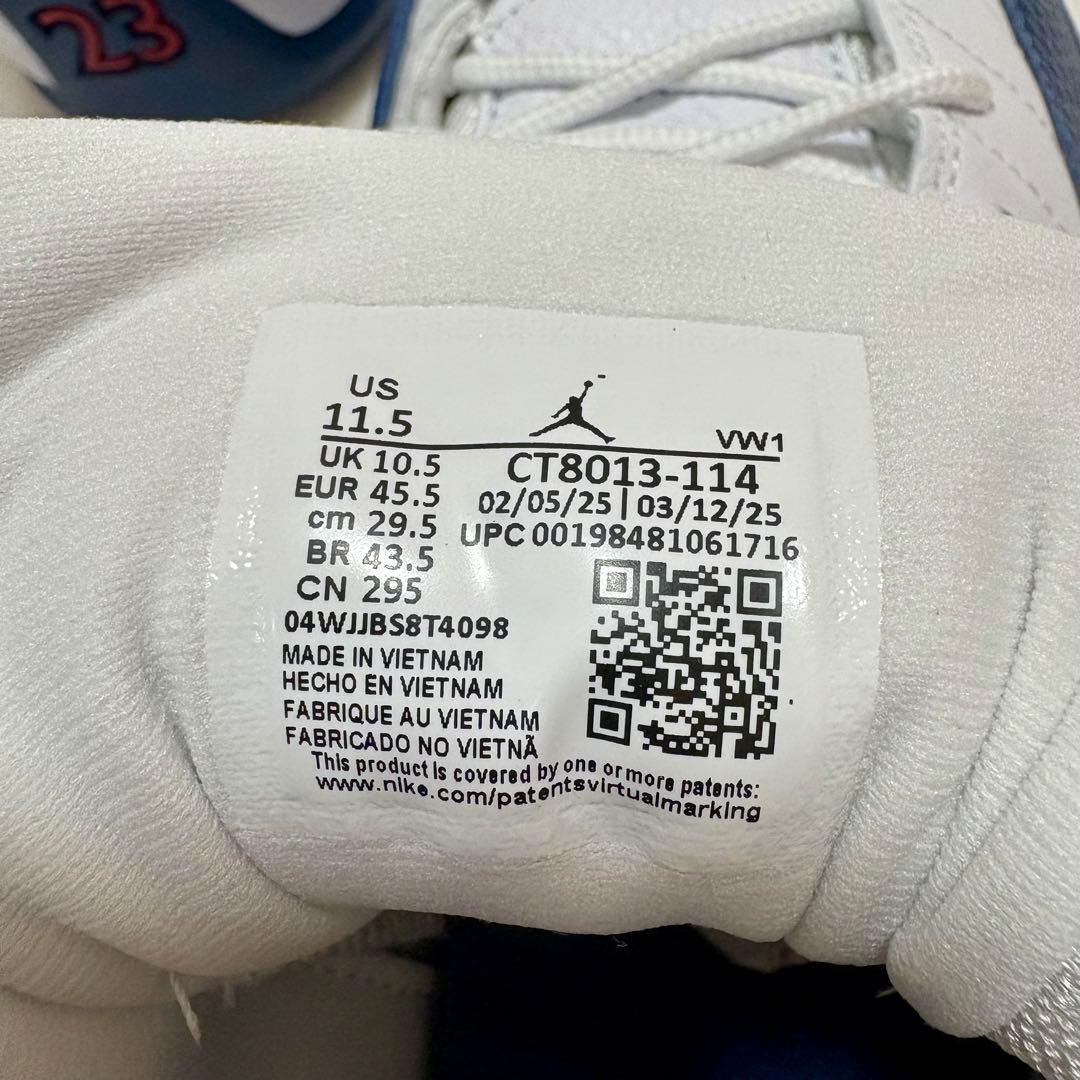 23
US
11.5
VW1
UK 10.5
CT8013-114
EUR 45.5
02/05/25 | 03/12/25
cm 29.5
UPC 00198481061716
BR 43.5
CN 295
04WJJBS8T4098
MADE IN VIETNAM
HECHO EN VIETNAM
FABRIQUE AU VIETNAM
FABRICADO NO VIETNÃ
This product is covered by one or more patents:
www.nike.com/patentsvirtualmarking